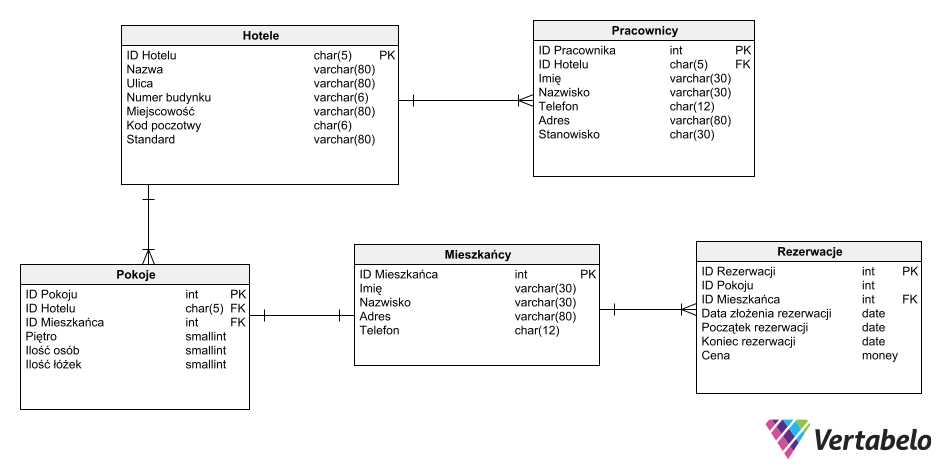 Hotele
ID Hotelu char(5) PK
Nazwa varchar(80)
Ulica varchar(80)
Numer budynku varchar(6)
Miejscowość varchar(80)
Kod poczotwy char(6)
Standard varchar(80)
Pracownicy
ID Pracownika int PK
ID Hotelu char(5) FK
Imię varchar(30)
Nazwisko varchar(30)
Telefon char(12)
Adres varchar(80)
Stanowisko char(30)
Pokoje
ID Pokoju int PK
ID Hotelu char(5) FK
ID Mieszkańca int FK
Piętro smallint
Ilość osób smallint
Ilość łóżek smallint
Mieszkańcy
ID Mieszkańca int PK
Imię varchar(30)
Nazwisko varchar(30)
Adres varchar(80)
Telefon char(12)
Rezerwacje
ID Rezerwacji int PK
ID Pokoju int
ID Mieszkańca int FK
Data złożenia rezerwacji date
Początek rezerwacji date
Koniec rezerwacji date
Cena money
Vertabelo